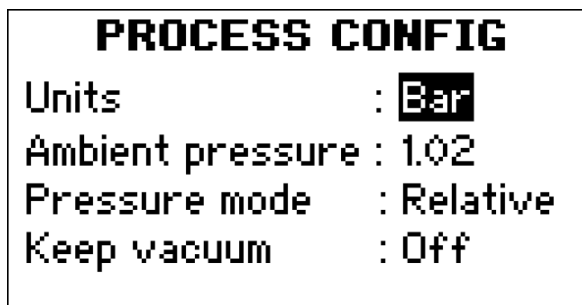 PROCESS CONFIG
Units : Bar
Ambient pressure : 1.02
Pressure mode : Relative
Keep vacuum : Off